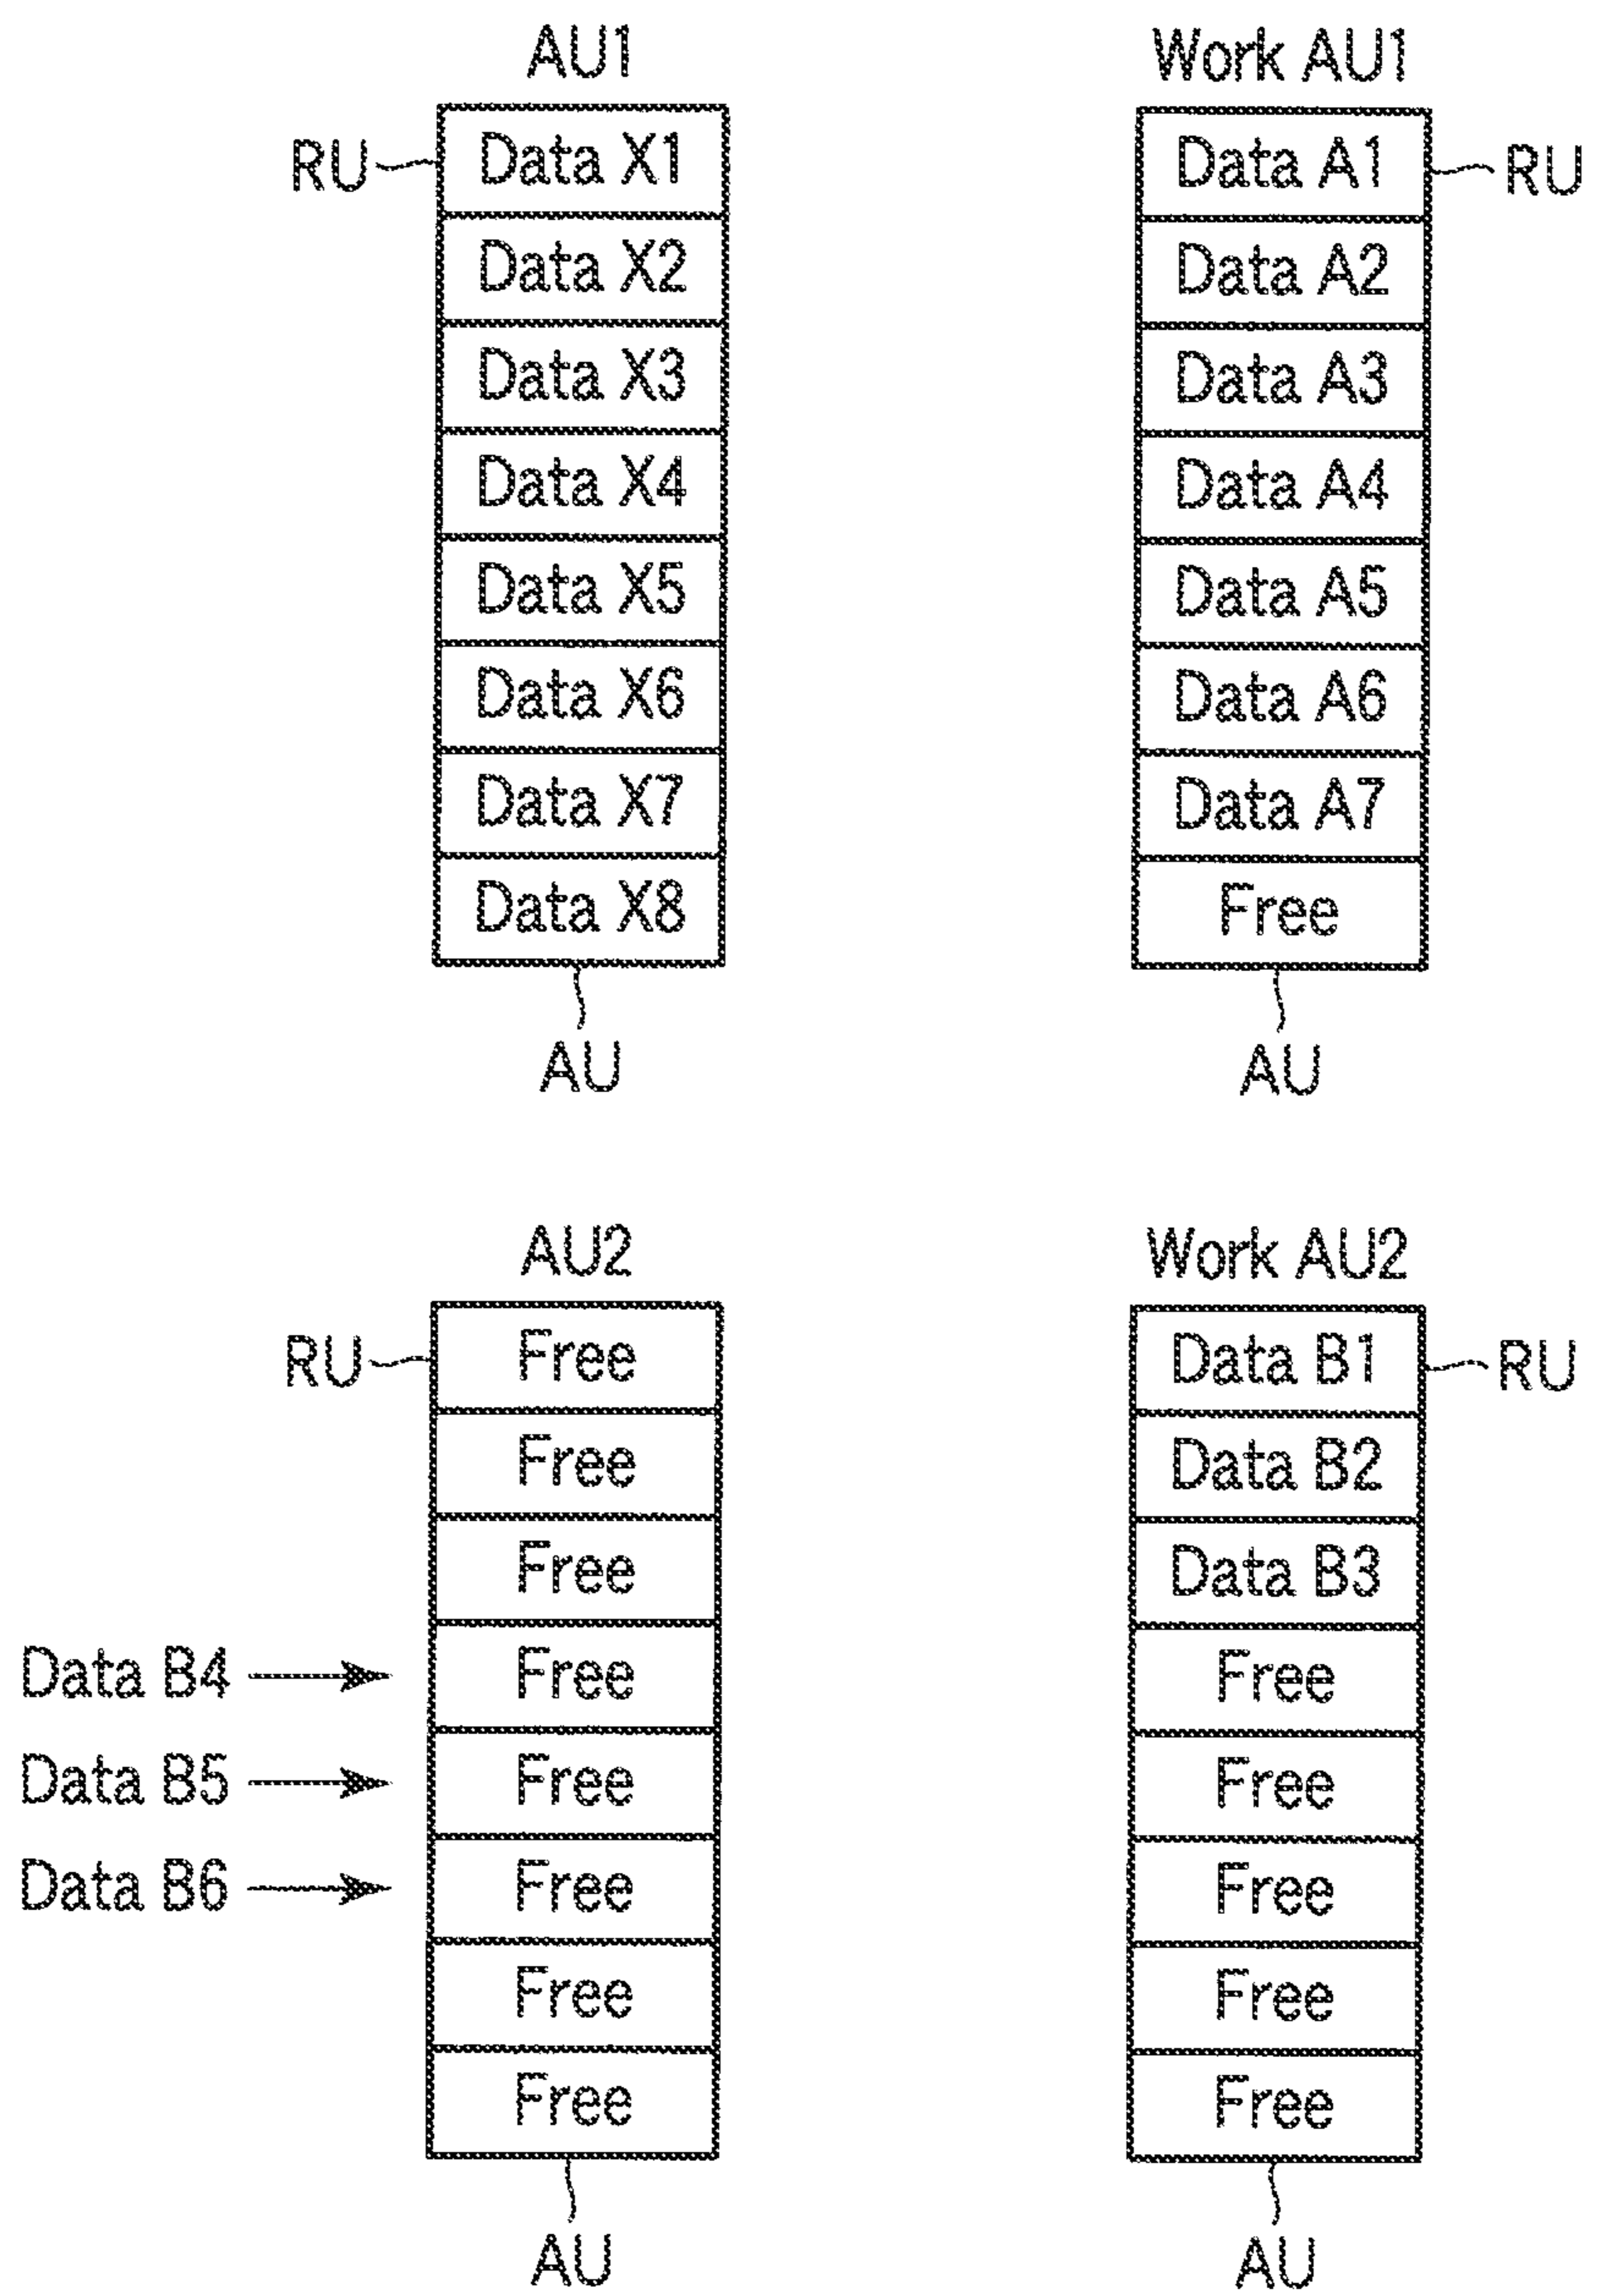 AU1
RU
Data X1
Data X2
Data X3
Data X4
Data X5
Data X6
Data X7
Data X8
AU
Work AU1
Data A1
RU
Data A2
Data A3
Data A4
Data A5
Data A6
Data A7
Free
AU
AU2
RU
Free
Free
Free
Data B4
Free
Data B5
Free
Data B6
Free
Free
Free
AU
Work AU2
Data B1
RU
Data B2
Data B3
Free
Free
Free
Free
Free
AU